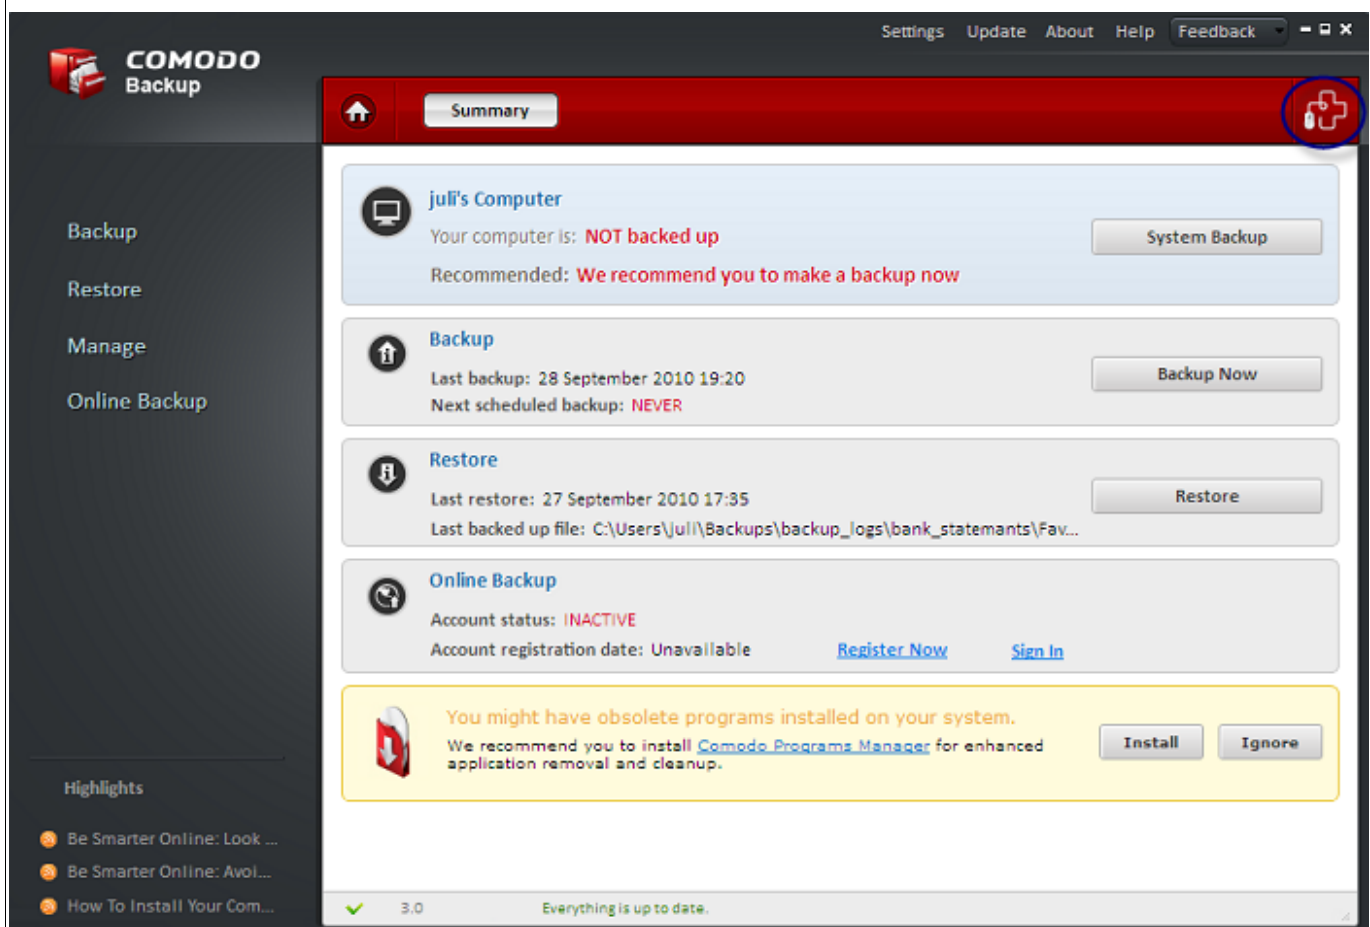 Settings Update About Help Feedback
COMODO
Backup
Summary
Backup
Restore
Manage
Online Backup
juli's Computer
Your computer is: NOT backed up
Recommended: We recommend you to make a backup now
System Backup
Backup
Last backup: 28 September 2010 19:20
Next scheduled backup: NEVER
Backup Now
Restore
Last restore: 27 September 2010 17:35
Last backed up file: C:\Users\juli\Backups\backup_logs\bank_statemants\Fav...
Restore
Online Backup
Account status: INACTIVE
Account registration date: Unavailable Register Now Sign In
You might have obsolete programs installed on your system.
We recommend you to install Comodo Programs Manager for enhanced
application removal and cleanup.
Install Ignore
Highlights
Be Smarter Online: Look ...
Be Smarter Online: Avoi...
How To Install Your Com...
3.0 Everything is up to date.